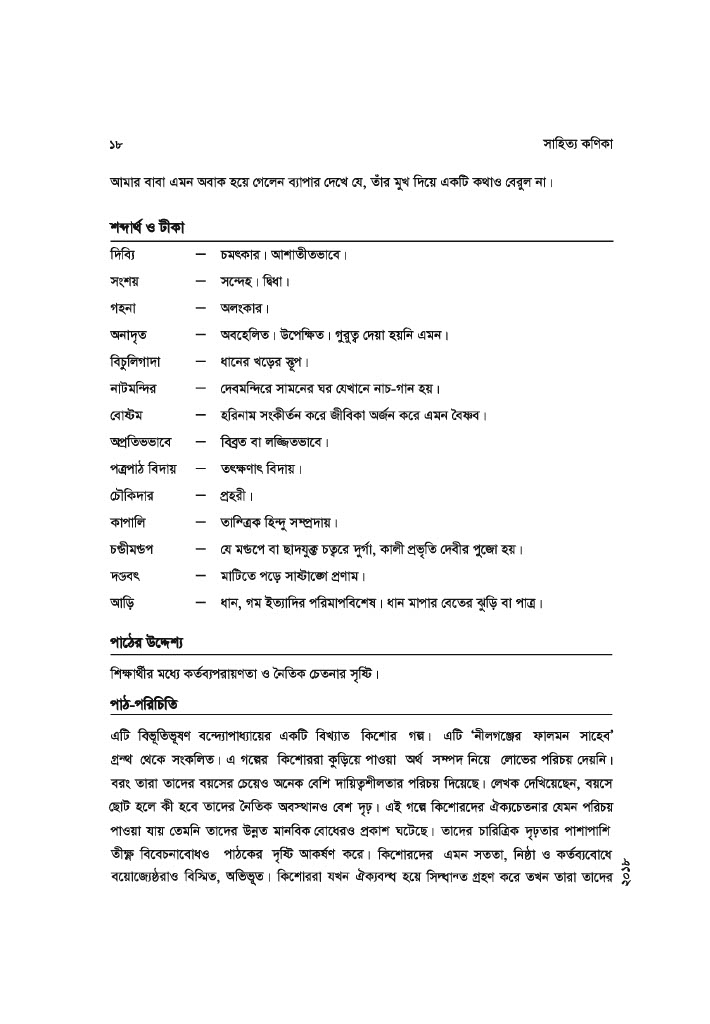 ১৮ সাহিত্য কণিকা
আমার বাবা এমন অবাক হয়ে গেলেন ব্যাপার দেখে যে, তাঁর মুখ দিয়ে একটি কথাও বেরুল না।
শব্দার্থ ও টীকা
দিব্যি – চমৎকার। আশাতীতভাবে।
সংশয় – সন্দেহ। দ্বিধা।
গহনা – অলংকার।
অনাদৃত – অবহেলিত। উপেক্ষিত। গুরুত্ব দেয়া হয়নি এমন।
বিচুলিগাদা – ধানের খড়ের স্তূপ।
নাটমন্দির – দেবমন্দিরে সামনের ঘর যেখানে নাচ-গান হয়।
বোষ্টম – হরিনাম সংকীর্তন করে জীবিকা অর্জন করে এমন বৈষ্ণব।
অপ্রতিভভাবে – বিব্রত বা লজ্জিতভাবে।
পত্রপাঠ বিদায় – তৎক্ষণাৎ বিদায়।
চৌকিদার – প্রহরী।
কাপালি – তান্ত্রিক হিন্দু সম্প্রদায়।
চণ্ডীমণ্ডপ – যে মণ্ডপে বা ছাদযুক্ত চত্বরে দুর্গা, কালী প্রভৃতি দেবীর পুজো হয়।
দণ্ডবৎ – মাটিতে পড়ে সাষ্টাঙ্গে প্রণাম।
আড়ি – ধান, গম ইত্যাদির পরিমাপবিশেষ। ধান মাপার বেতের ঝুড়ি বা পাত্র।
পাঠের উদ্দেশ্য
শিক্ষার্থীর মধ্যে কর্তব্যপরায়ণতা ও নৈতিক চেতনার সৃষ্টি।
পাঠ-পরিচিতি
এটি বিভূতিভূষণ বন্দ্যোপাধ্যায়ের একটি বিখ্যাত কিশোর গল্প। এটি ‘নীলগঞ্জের ফালমন সাহেব’
গ্রন্থ থেকে সংকলিত। এ গল্পের কিশোররা কুড়িয়ে পাওয়া অর্থ সম্পদ নিয়ে লোভের পরিচয় দেয়নি।
বরং তারা তাদের বয়সের চেয়েও অনেক বেশি দায়িত্বশীলতার পরিচয় দিয়েছে। লেখক দেখিয়েছেন, বয়সে
ছোট হলে কী হবে তাদের নৈতিক অবস্থানও বেশ দৃঢ়। এই গল্পে কিশোরদের ঐক্যচেতনার যেমন পরিচয়
পাওয়া যায় তেমনি তাদের উন্নত মানবিক বোধেরও প্রকাশ ঘটেছে। তাদের চারিত্রিক দৃঢ়তার পাশাপাশি
তীক্ষ্ণ বিবেচনাবোধও পাঠকের দৃষ্টি আকর্ষণ করে। কিশোরদের এমন সততা, নিষ্ঠা ও কর্তব্যবোধে
বয়োজ্যেষ্ঠরাও বিস্মিত, অভিভূত। কিশোররা যখন ঐক্যবদ্ধ হয়ে সিদ্ধান্ত গ্রহণ করে তখন তারা তাদের
২০১৮